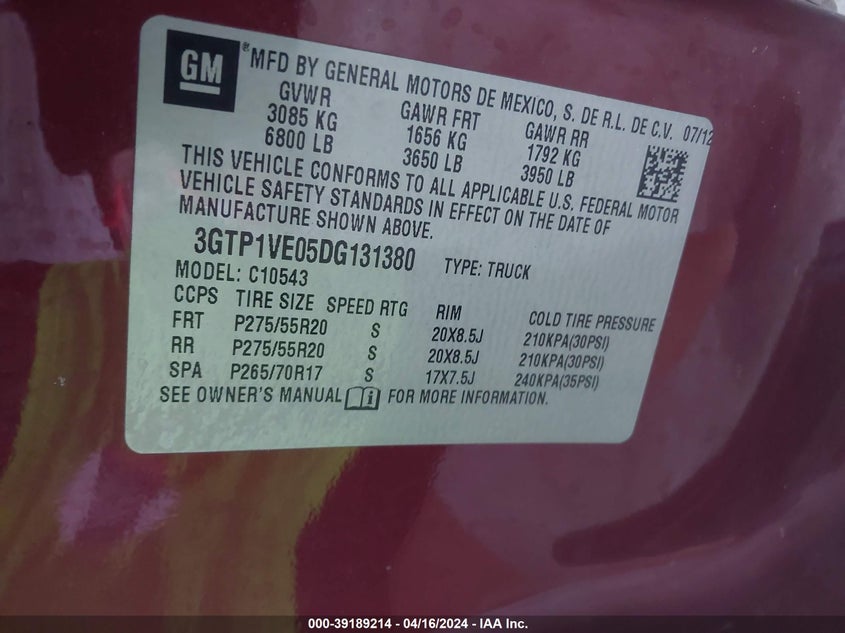 GM ® MFD BY GENERAL MOTORS DE MEXICO, S. DE R.L. DE C.V. 07/12
GVWR GAWR FRT GAWR RR
3085 KG 1656 KG 1792 KG
6800 LB 3650 LB 3950 LB
THIS VEHICLE CONFORMS TO ALL APPLICABLE U.S. FEDERAL MOTOR
VEHICLE SAFETY STANDARDS IN EFFECT ON THE DATE OF
MANUFACTURE SHOWN ABOVE.
3GTP1VE05DG131380 TYPE: TRUCK
MODEL: C10543
CCPS TIRE SIZE SPEED RTG RIM COLD TIRE PRESSURE
FRT P275/55R20 S 20X8.5J 210KPA(30PSI)
RR P275/55R20 S 20X8.5J 210KPA(30PSI)
SPA P265/70R17 S 17X7.5J 240KPA(35PSI)
SEE OWNER'S MANUAL i FOR MORE INFORMATION.
000-39189214 - 04/16/2024 - IAA Inc.